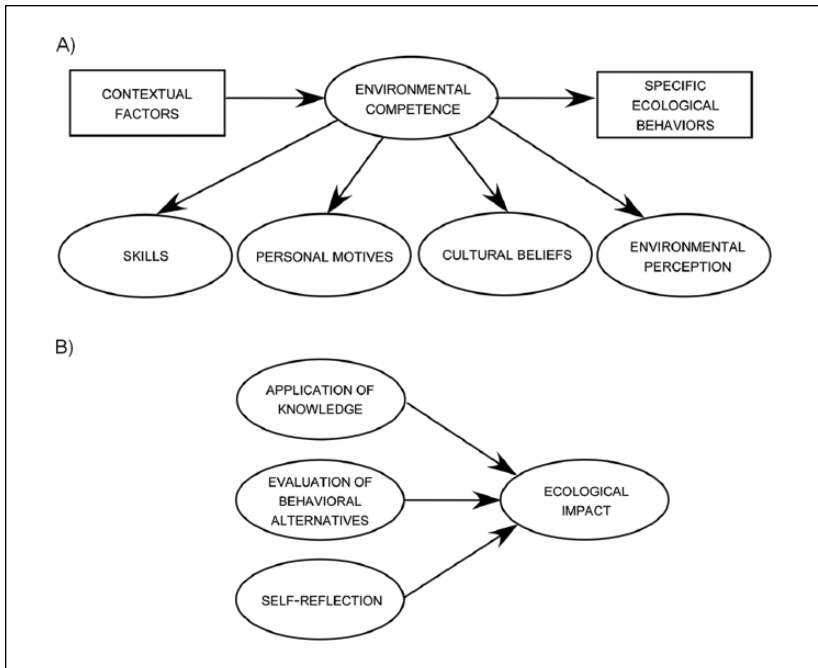 A)
CONTEXTUAL
FACTORS
ENVIRONMENTAL
COMPETENCE
SPECIFIC
ECOLOGICAL
BEHAVIORS
SKILLS
PERSONAL MOTIVES
CULTURAL BELIEFS
ENVIRONMENTAL
PERCEPTION
B)
APPLICATION OF
KNOWLEDGE
EVALUATION OF
BEHAVIORAL
ALTERNATIVES
ECOLOGICAL
IMPACT
SELF-REFLECTION